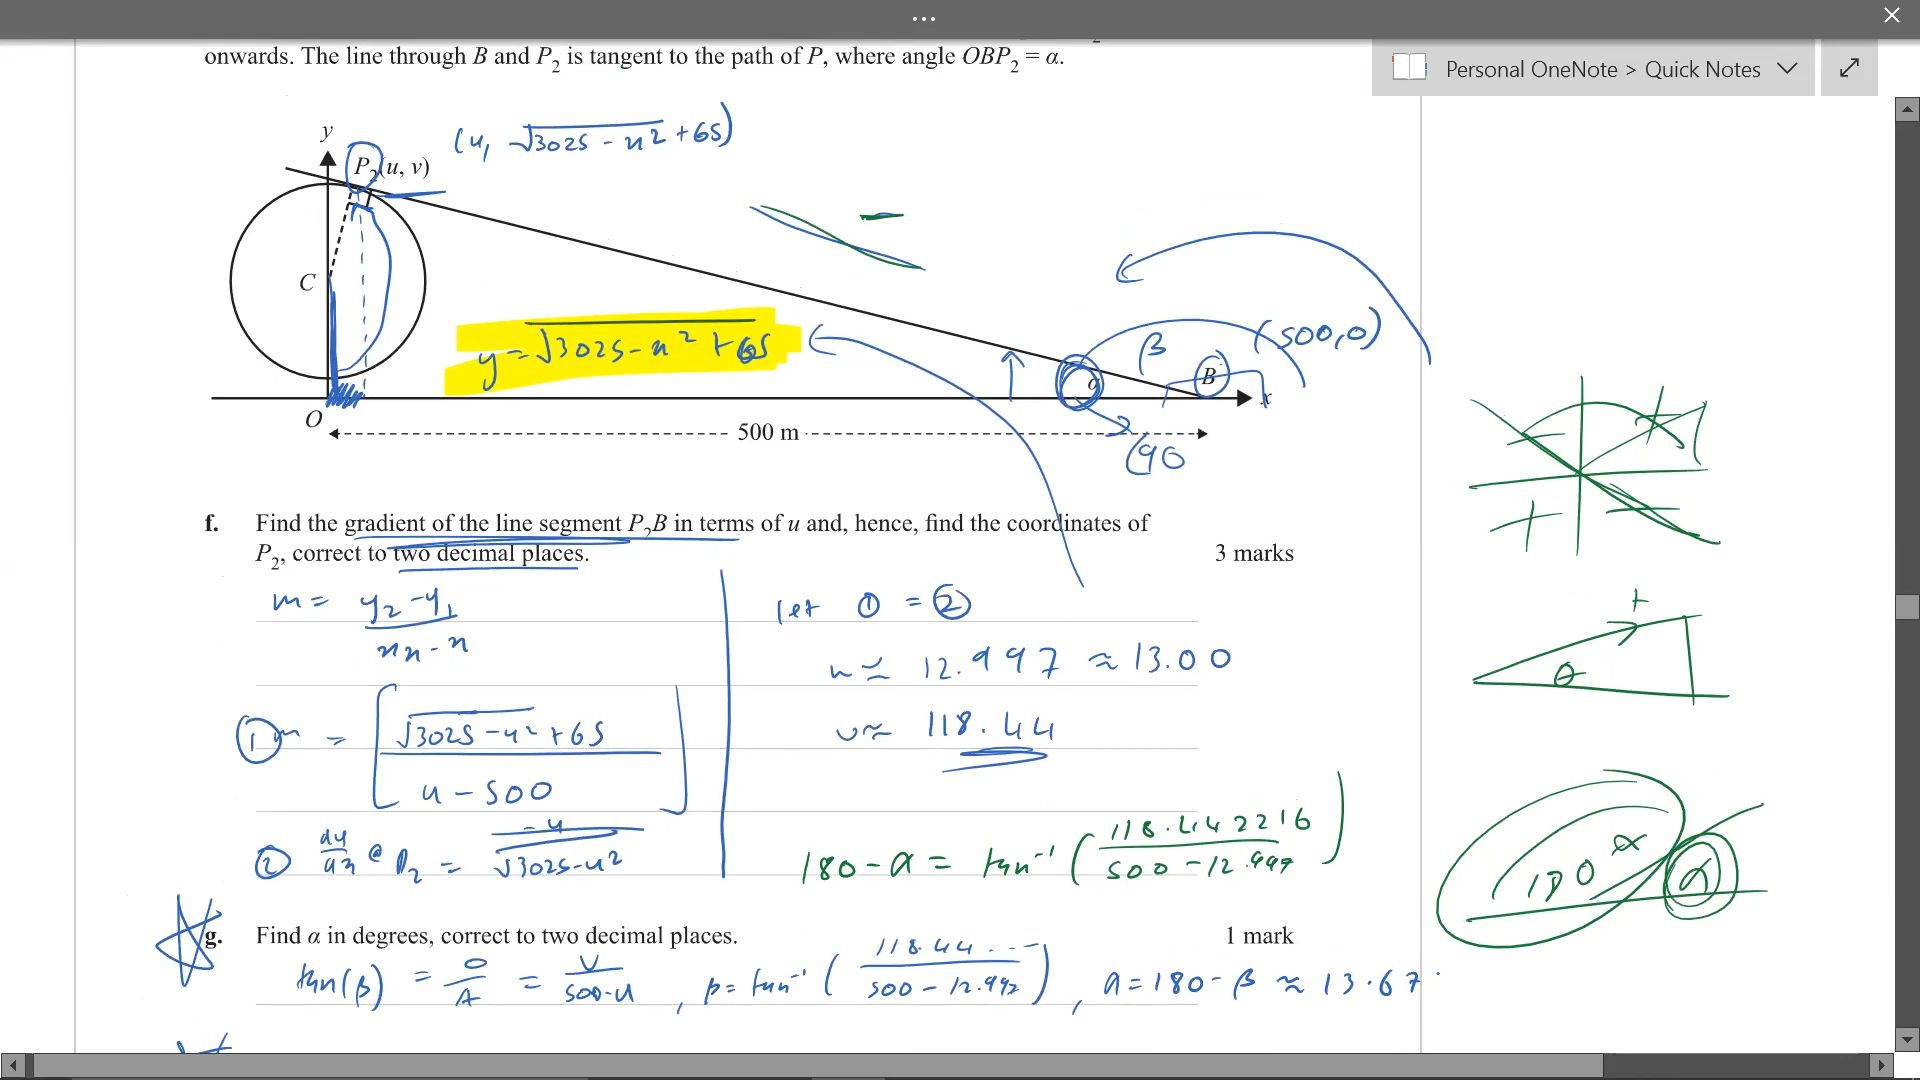 ...
Personal OneNote > Quick Notes
onwards. The line through B and P₂ is tangent to the path of P, where angle OBP₂ = α.
(u, √3025 - u² + 65)
y
P₂(u, v)
C
y = √3025 - x² + 65
β
(500,0)
α
B
x
O
500 m
f. Find the gradient of the line segment P₂B in terms of u and, hence, find the coordinates of
P₂, correct to two decimal places.
3 marks
m = y₂ - y₁
let ① = ②
u ≈ 12.997 ≈ 13.00
① m = [ √3025 - u² + 65 / u - 500 ]
v ≈ 118.44
② dy/dx @ P₂ = -u / √3025 - u²
180 - α = tan⁻¹ ( 118.442216 / 500 - 12.997 )
+
θ
180 α
α
g. Find α in degrees, correct to two decimal places.
1 mark
tan(β) = O/A = v/500-u , β = tan⁻¹ ( 118.44... / 500 - 12.992 ) , α = 180 - β ≈ 13.67